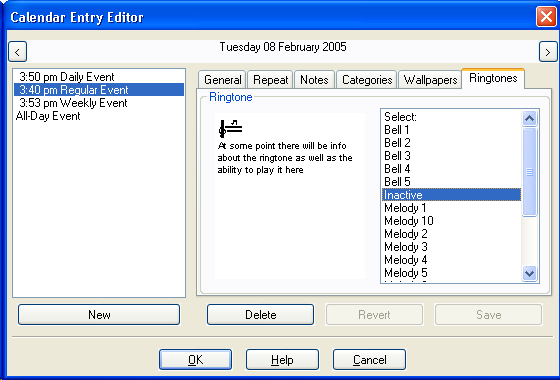 Calendar Entry Editor
<
Tuesday 08 February 2005
>
3:50 pm Daily Event
3:40 pm Regular Event
3:53 pm Weekly Event
All-Day Event
General
Repeat
Notes
Categories
Wallpapers
Ringtones
Ringtone
At some point there will be info
about the ringtone as well as the
ability to play it here
Select:
Bell 1
Bell 2
Bell 3
Bell 4
Bell 5
Inactive
Melody 1
Melody 10
Melody 2
Melody 3
Melody 4
Melody 5
New
Delete
Revert
Save
OK
Help
Cancel